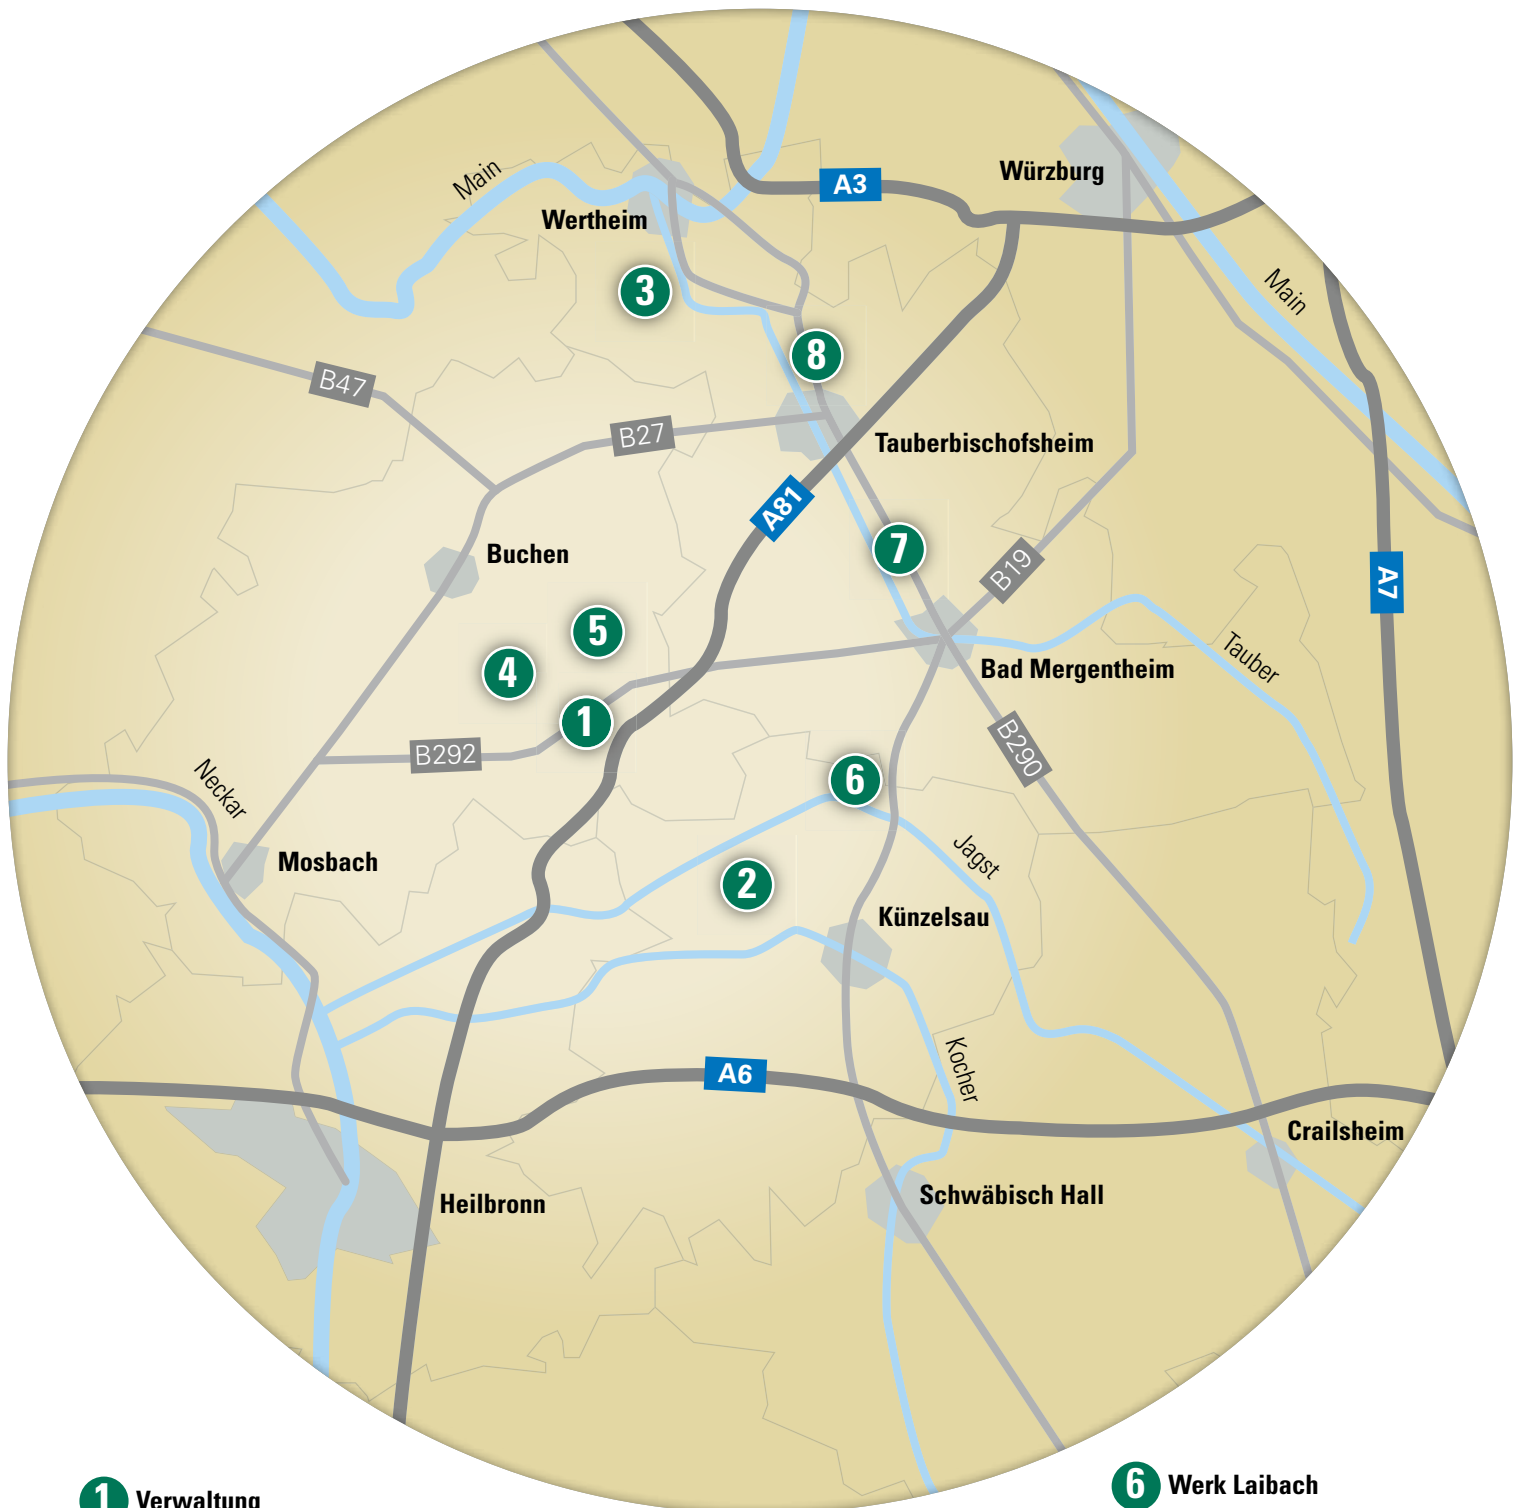 Main
A3
Würzburg
Wertheim
Main
3
8
B47
B27
Tauberbischofsheim
A81
7
B19
A7
Buchen
5
Tauber
4
Bad Mergentheim
1
B292
B290
6
Neckar
Mosbach
Jagst
2
Künzelsau
Kocher
A6
Crailsheim
Heilbronn
Schwäbisch Hall
1 Verwaltung
6 Werk Laibach